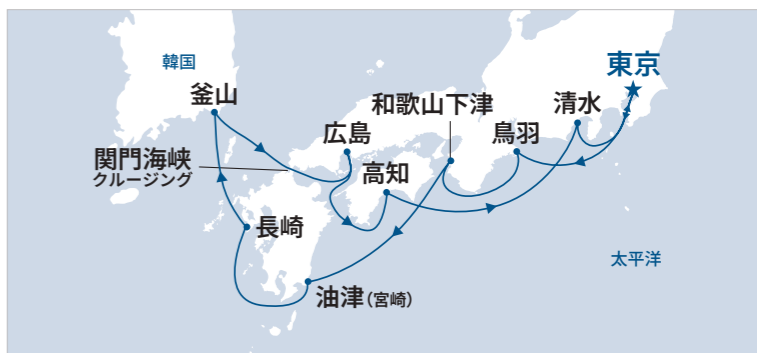 韓国
釜山
関門海峡
クルージング
長崎
広島
高知
油津(宮崎)
和歌山下津
鳥羽
清水
東京
太平洋